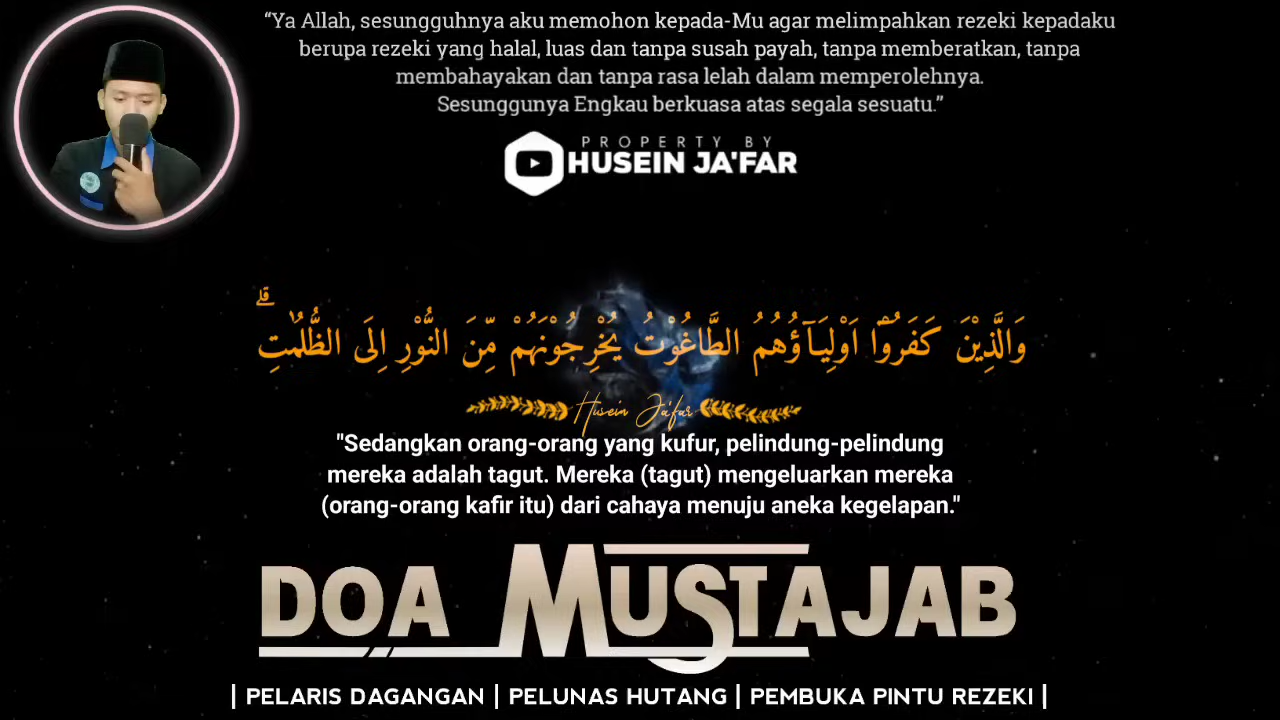 “Ya Allah, sesungguhnya aku memohon kepada-Mu agar melimpahkan rezeki kepadaku
berupa rezeki yang halal, luas dan tanpa susah payah, tanpa memberatkan, tanpa
membahayakan dan tanpa rasa lelah dalam memperolehnya.
Sesunggunya Engkau berkuasa atas segala sesuatu.”
PROPERTY BY
HUSEIN JA'FAR
وَالَّذِيْنَ كَفَرُوْٓا اَوْلِيَاۤؤُهُمُ الطَّاغُوْتُ يُخْرِجُوْنَهُمْ مِّنَ النُّوْرِ اِلَى الظُّلُمٰتِۗ
Husein Ja'far
"Sedangkan orang-orang yang kufur, pelindung-pelindung
mereka adalah tagut. Mereka (tagut) mengeluarkan mereka
(orang-orang kafir itu) dari cahaya menuju aneka kegelapan."
DOA MUSTAJAB
| PELARIS DAGANGAN | PELUNAS HUTANG | PEMBUKA PINTU REZEKI |